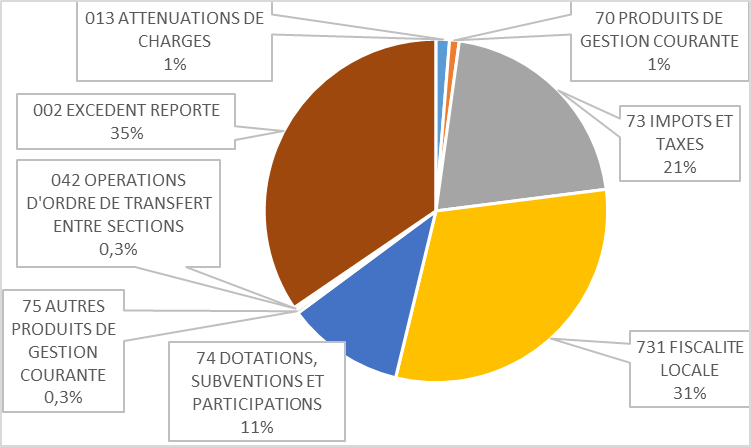 013 ATTENUATIONS DE
CHARGES
1%
70 PRODUITS DE
GESTION COURANTE
1%
002 EXCEDENT REPORTE
35%
73 IMPOTS ET
TAXES
21%
042 OPERATIONS
D'ORDRE DE TRANSFERT
ENTRE SECTIONS
0,3%
75 AUTRES
PRODUITS DE
GESTION
COURANTE
0,3%
74 DOTATIONS,
SUBVENTIONS ET
PARTICIPATIONS
11%
731 FISCALITE
LOCALE
31%